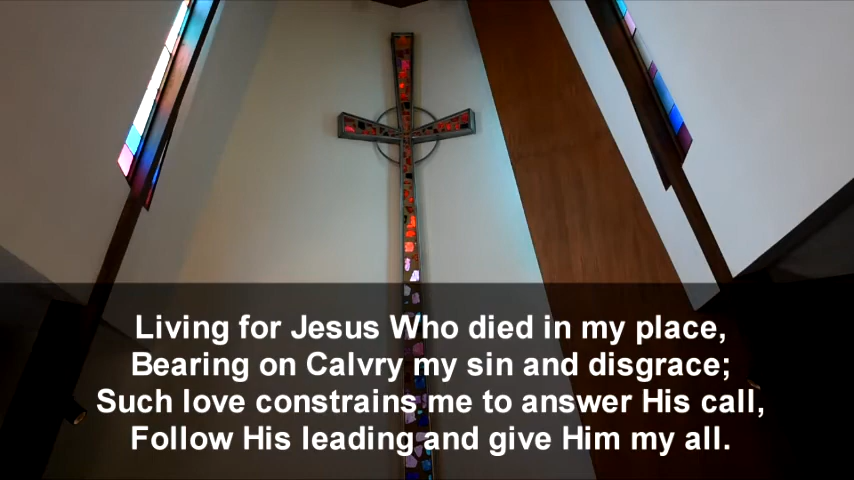 Living for Jesus Who died in my place,
Bearing on Calvry my sin and disgrace;
Such love constrains me to answer His call,
Follow His leading and give Him my all.